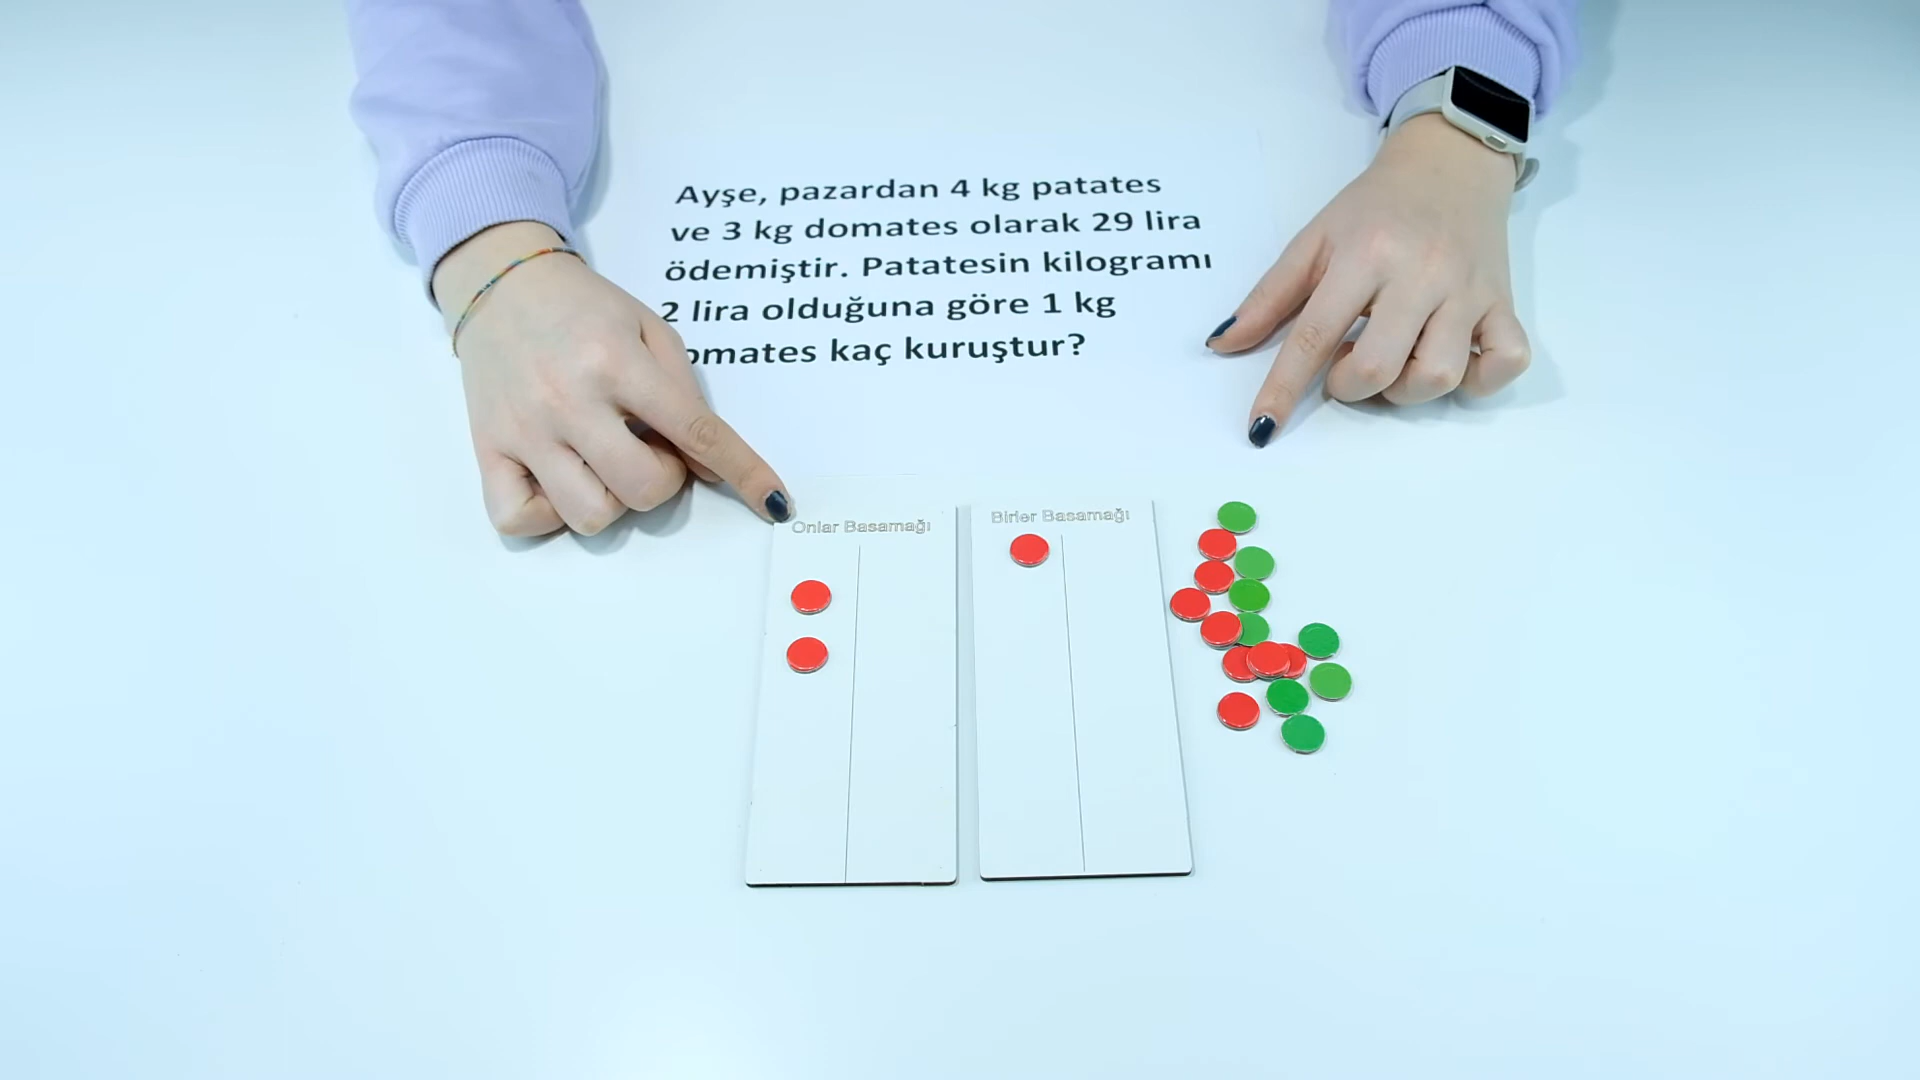 Ayşe, pazardan 4 kg patates
ve 3 kg domates olarak 29 lira
ödemiştir. Patatesin kilogramı
2 lira olduğuna göre 1 kg
omates kaç kuruştur?
Onlar Basamağı
Birler Basamağı